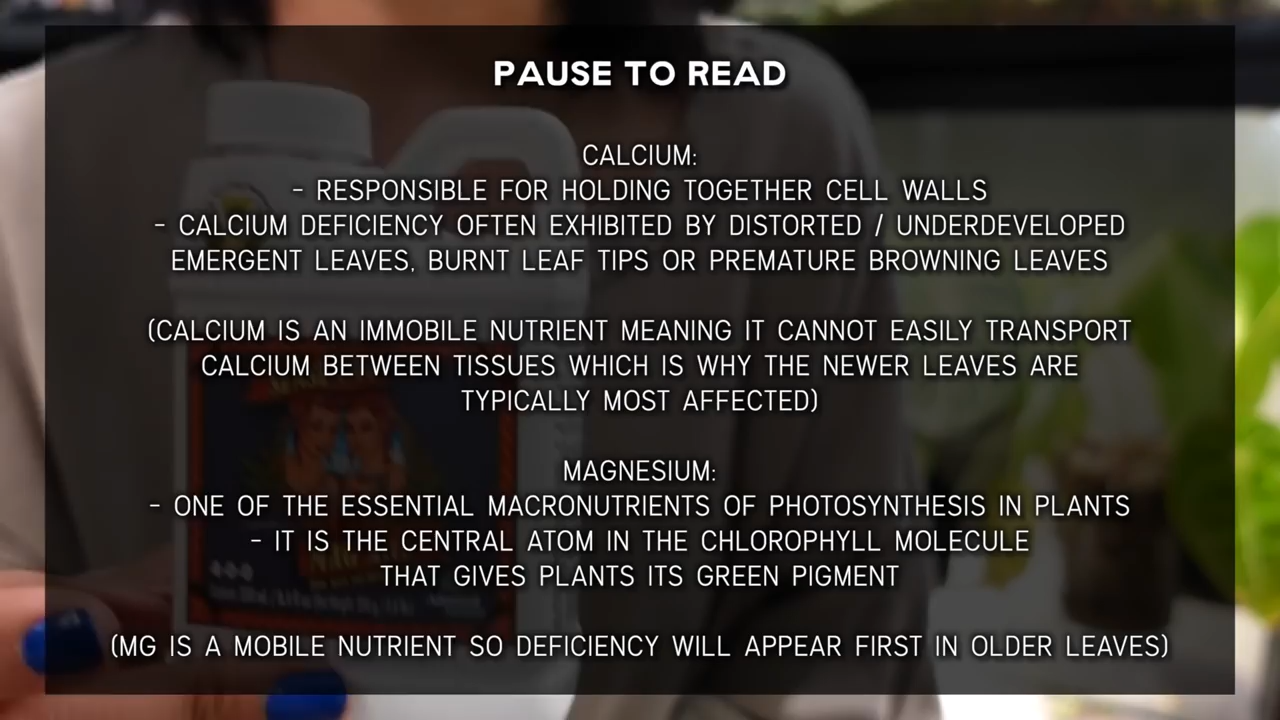 PAUSE TO READ
CALCIUM:
- RESPONSIBLE FOR HOLDING TOGETHER CELL WALLS
- CALCIUM DEFICIENCY OFTEN EXHIBITED BY DISTORTED / UNDERDEVELOPED
EMERGENT LEAVES, BURNT LEAF TIPS OR PREMATURE BROWNING LEAVES
(CALCIUM IS AN IMMOBILE NUTRIENT MEANING IT CANNOT EASILY TRANSPORT
CALCIUM BETWEEN TISSUES WHICH IS WHY THE NEWER LEAVES ARE
TYPICALLY MOST AFFECTED)
MAGNESIUM:
- ONE OF THE ESSENTIAL MACRONUTRIENTS OF PHOTOSYNTHESIS IN PLANTS
- IT IS THE CENTRAL ATOM IN THE CHLOROPHYLL MOLECULE
THAT GIVES PLANTS ITS GREEN PIGMENT
4-0-0
(MG IS A MOBILE NUTRIENT SO DEFICIENCY WILL APPEAR FIRST IN OLDER LEAVES)